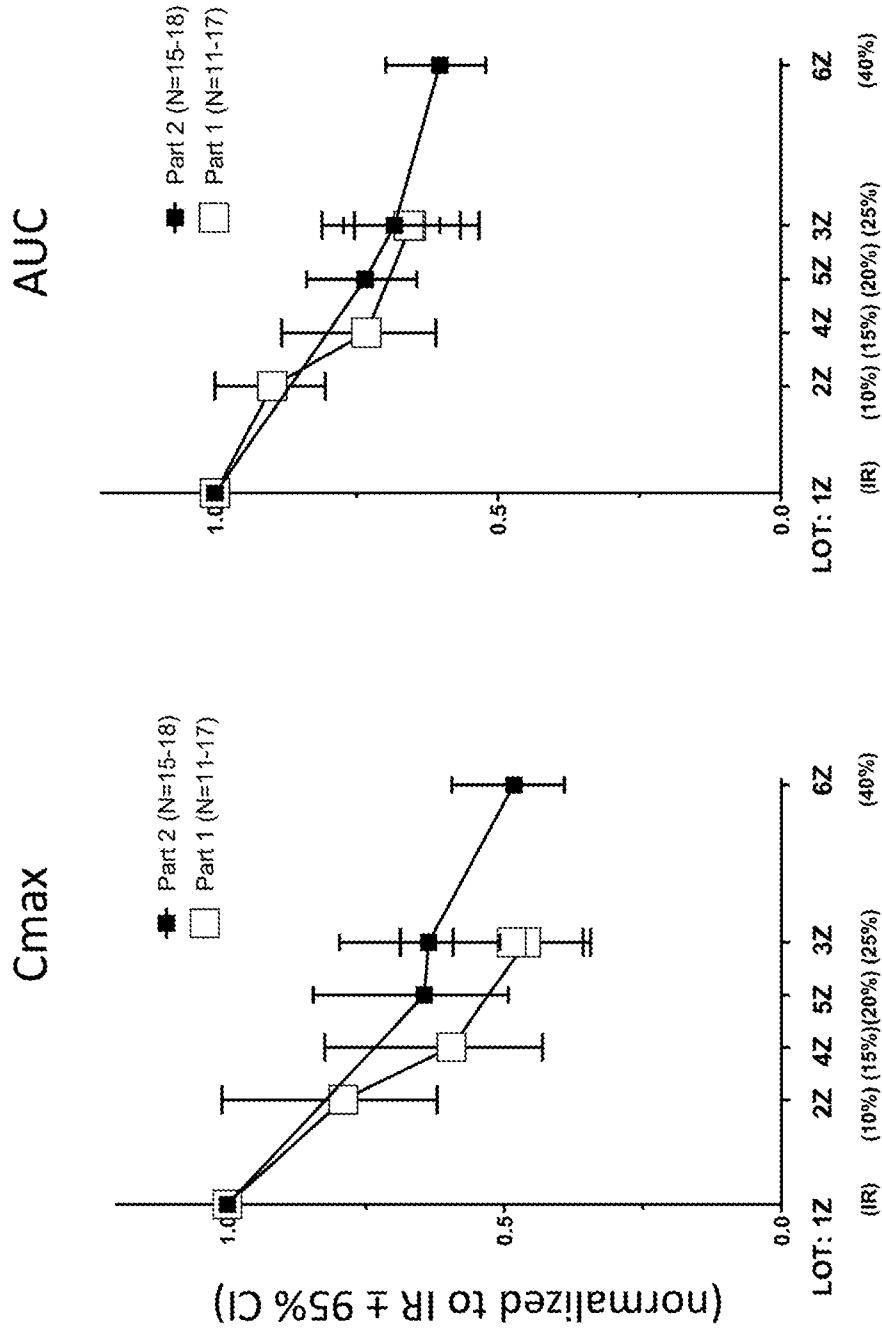 Cmax
Part 2 (N=15-18)
Part 1 (N=11-17)
(normalized to IR ± 95% CI)
1.0
0.5
0.0
LOT: 1Z 2Z 4Z 5Z 3Z 6Z
(IR) (10%) (15%) (20%) (25%) (40%)
AUC
Part 2 (N=15-18)
Part 1 (N=11-17)
1.0
0.5
0.0
LOT: 1Z 2Z 4Z 5Z 3Z 6Z
(IR) (10%) (15%) (20%) (25%) (40%)